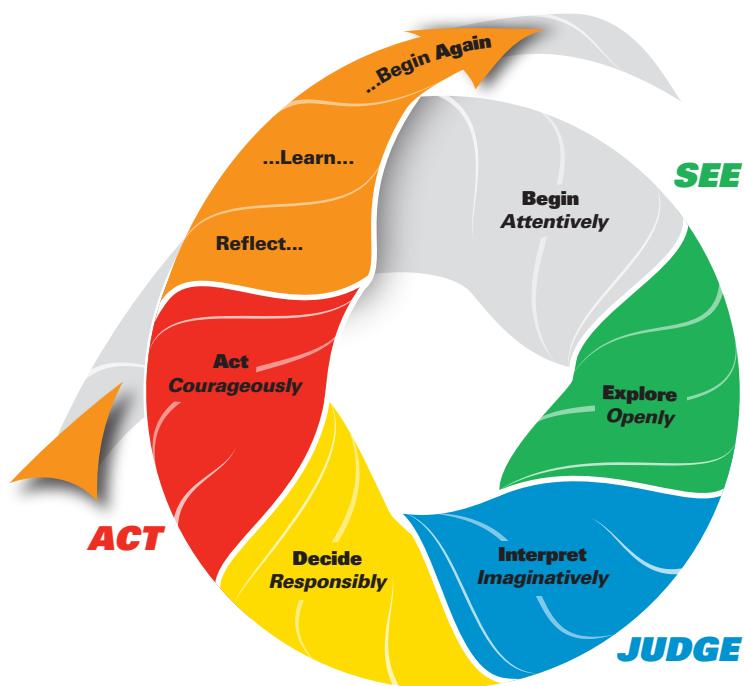 ...Begin Again
...Learn...
Reflect...
Begin
Attentively
SEE
Explore
Openly
Interpret
Imaginatively
JUDGE
Decide
Responsibly
Act
Courageously
ACT